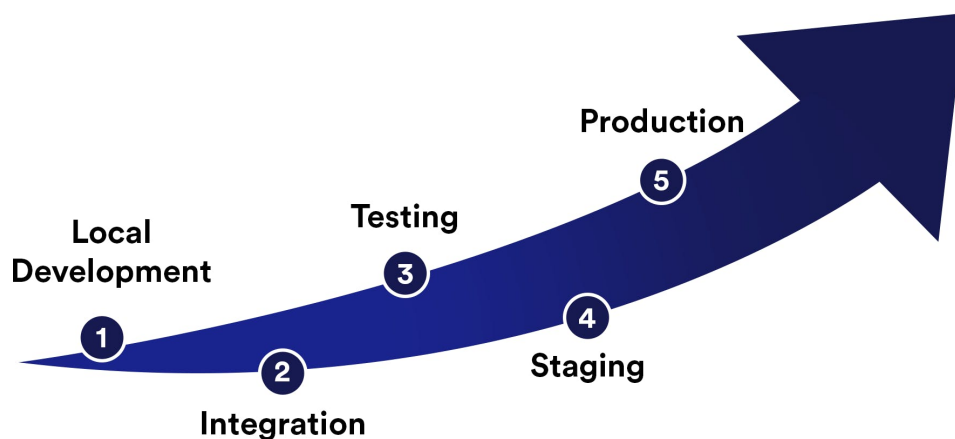 1
Local
Development
2
Integration
3
Testing
4
Staging
5
Production